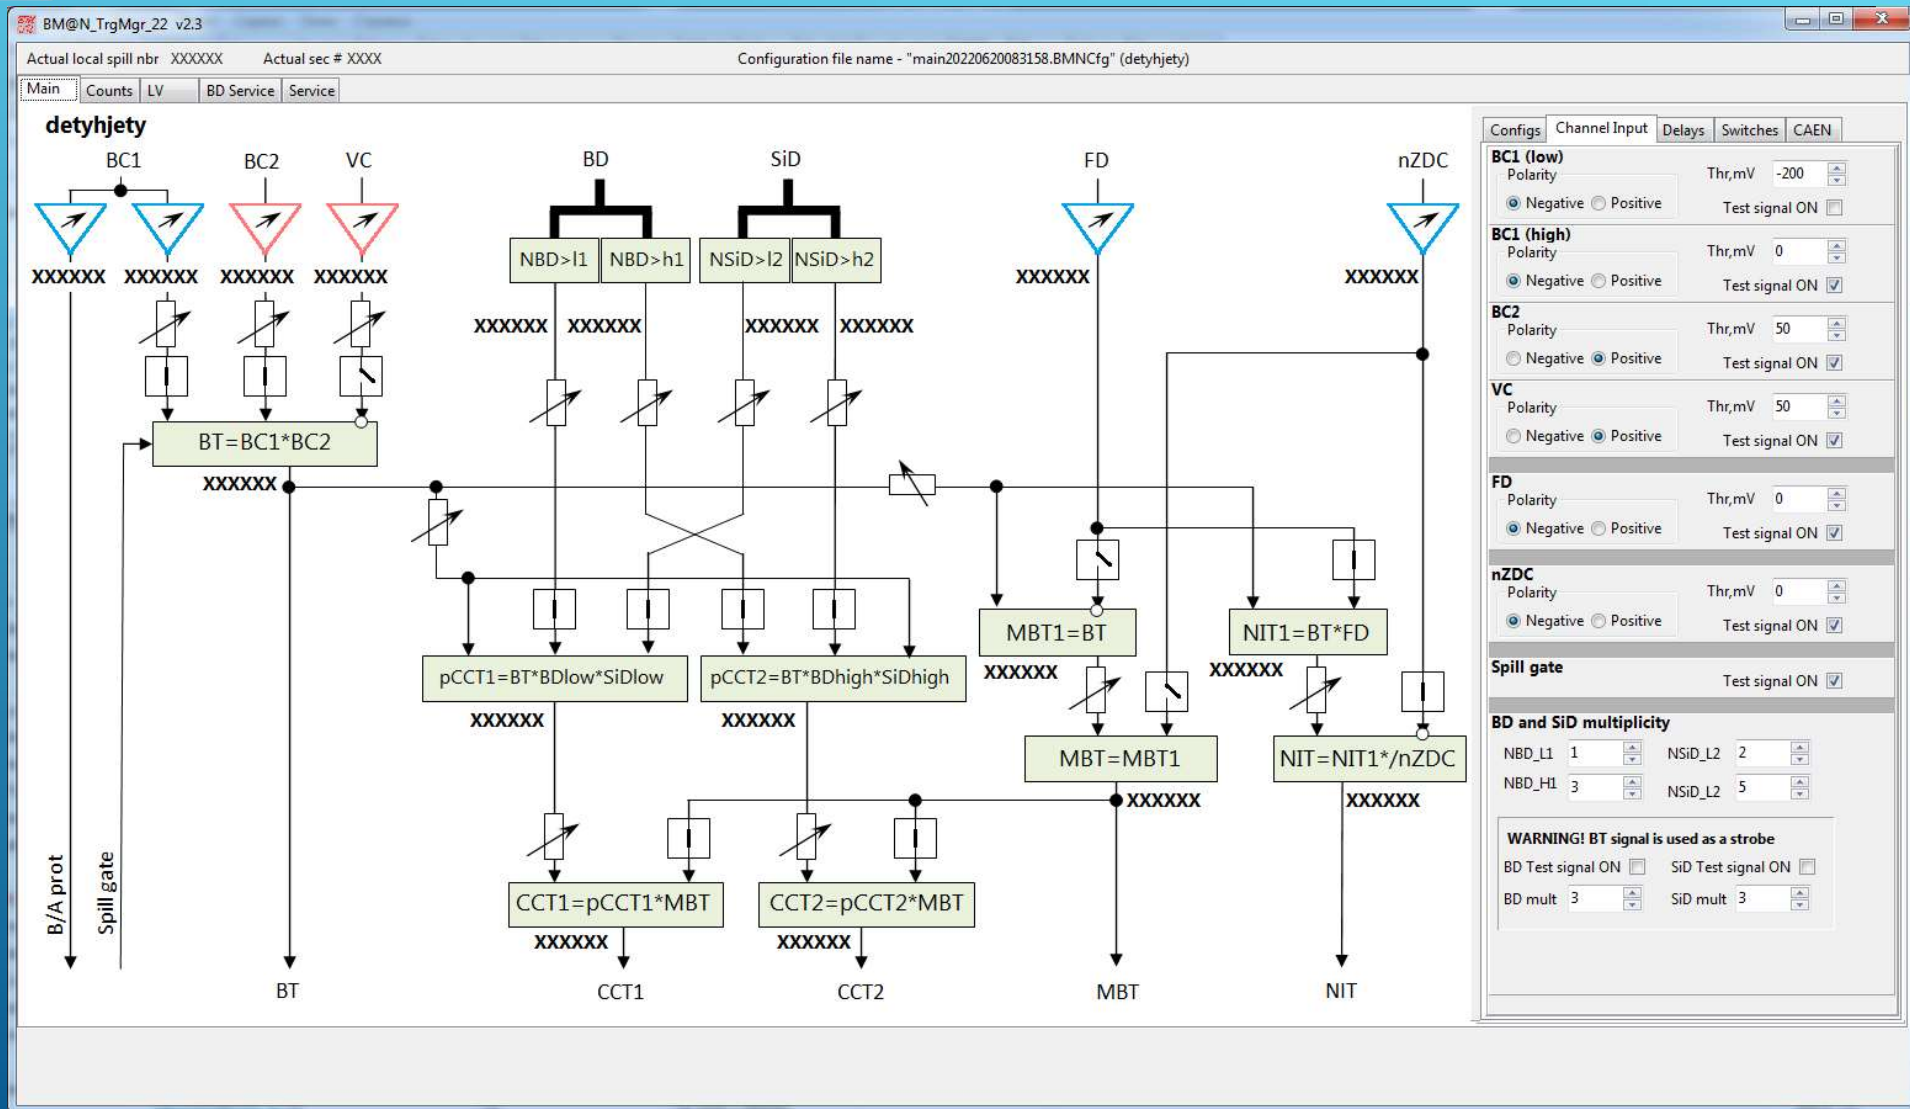 BM@N_TrgMgr_22 v2.3
Actual local spill nbr XXXXXX Actual sec # XXXX Configuration file name - "main20220620083158.BMNCfg" (detyhjety)
Main Counts LV BD Service Service
detyhjety
BC1 BC2 VC BD SiD FD nZDC
NBD>l1 NBD>h1 NSiD>l2 NSiD>h2
XXXXXX XXXXXX XXXXXX XXXXXX XXXXXX XXXXXX
XXXXXX XXXXXX XXXXXX XXXXXX
BT=BC1*BC2
XXXXXX
MBT1=BT NIT1=BT*FD
XXXXXX XXXXXX
pCCT1=BT*BDlow*SiDlow pCCT2=BT*BDhigh*SiDhigh
XXXXXX XXXXXX
MBT=MBT1 NIT=NIT1*/nZDC
XXXXXX XXXXXX
CCT1=pCCT1*MBT CCT2=pCCT2*MBT
XXXXXX XXXXXX
B/A prot
Spill gate
BT CCT1 CCT2 MBT NIT
Configs Channel Input Delays Switches CAEN
BC1 (low)
Polarity Thr,mV -200
Negative Positive Test signal ON
BC1 (high)
Polarity Thr,mV 0
Negative Positive Test signal ON
BC2
Polarity Thr,mV 50
Negative Positive Test signal ON
VC
Polarity Thr,mV 50
Negative Positive Test signal ON
FD
Polarity Thr,mV 0
Negative Positive Test signal ON
nZDC
Polarity Thr,mV 0
Negative Positive Test signal ON
Spill gate
Test signal ON
BD and SiD multiplicity
NBD_L1 1 NSiD_L2 2
NBD_H1 3 NSiD_L2 5
WARNING! BT signal is used as a strobe
BD Test signal ON SiD Test signal ON
BD mult 3 SiD mult 3